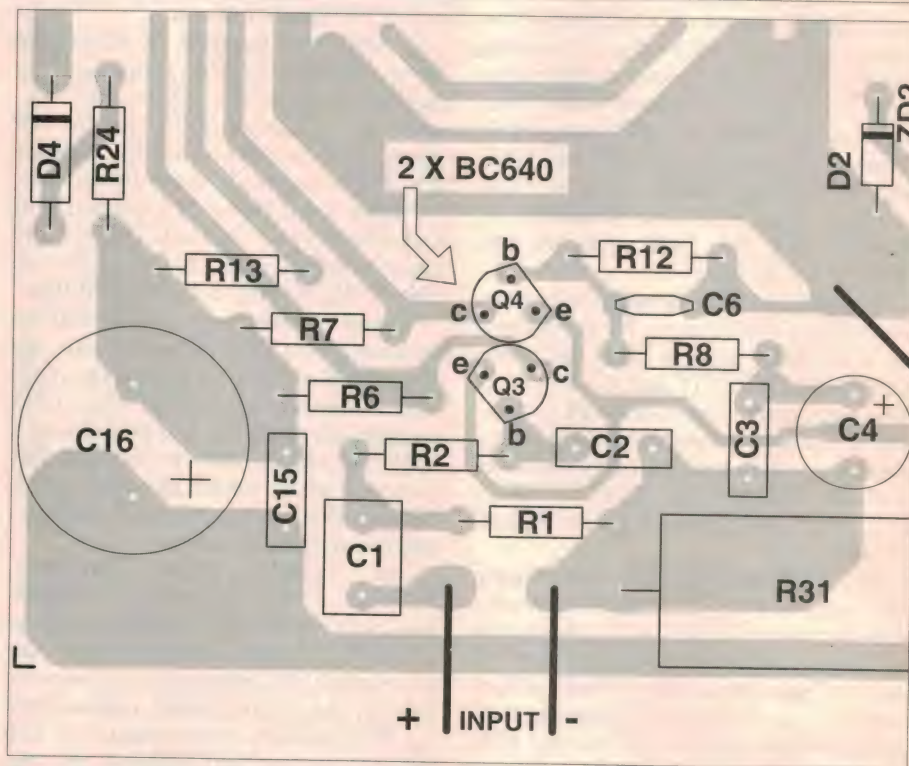 2 X BC640
D4
R24
D2
ZD2
b
R13
R12
c
Q4
e
C6
R7
R8
e
Q3
c
R6
b
C16
+
C15
R2
C2
C3
+
C4
C1
R1
R31
+
INPUT
-